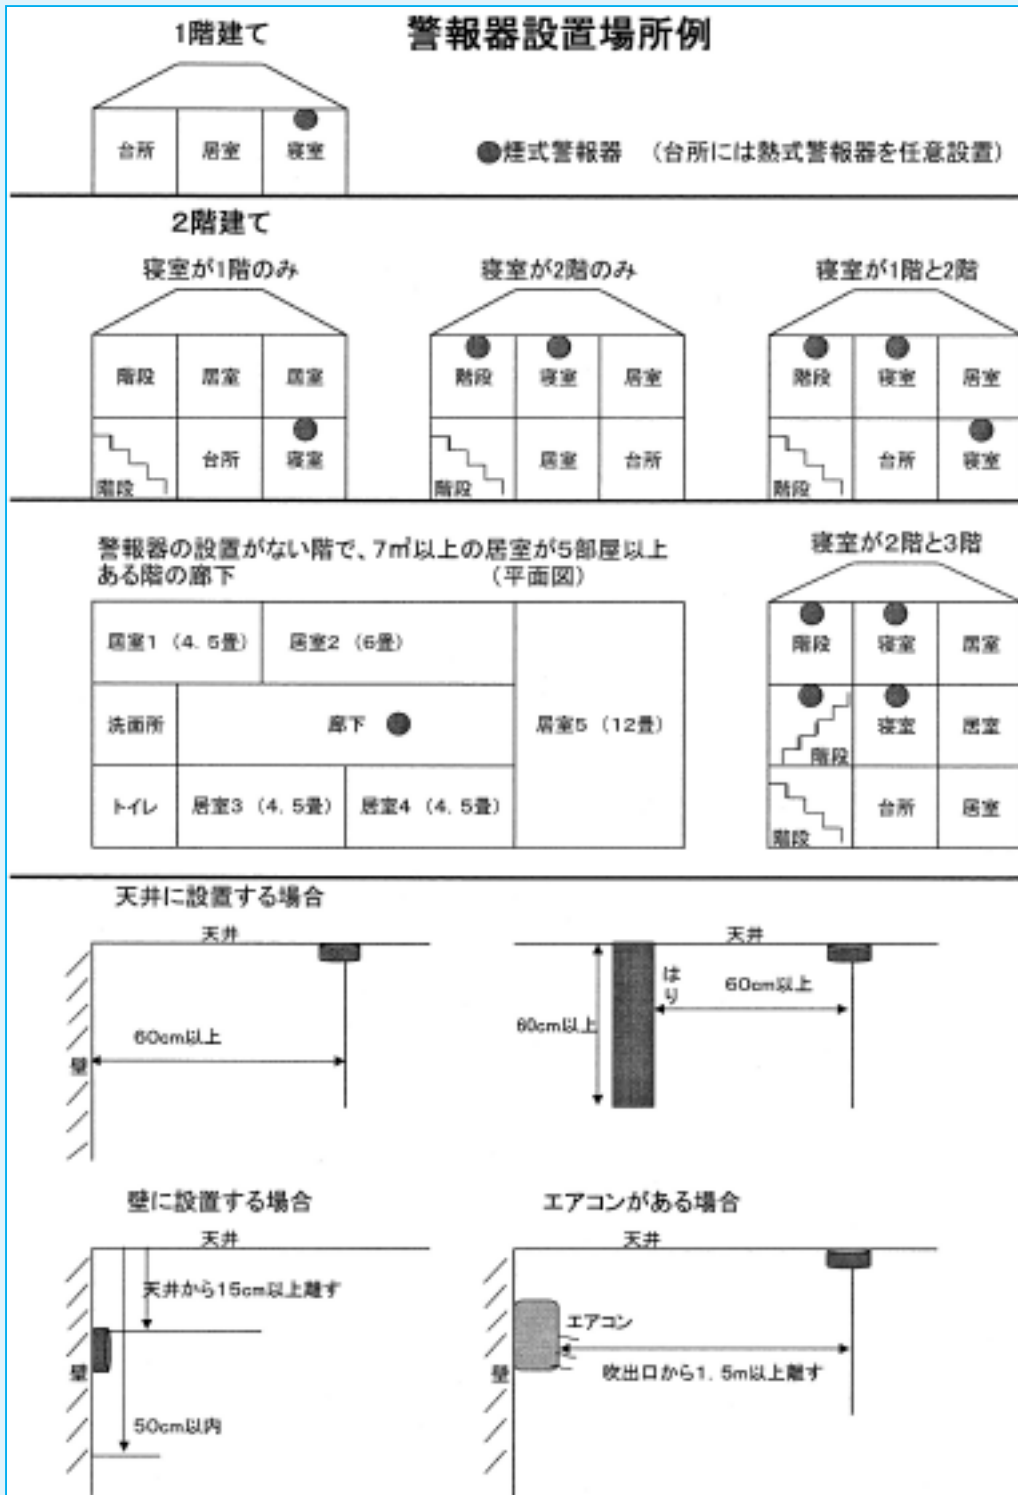 警報器設置場所例
1階建て
台所 居室 寝室
●煙式警報器 （台所には熱式警報器を任意設置）
2階建て
寝室が1階のみ
階段 居室 居室
階段 台所 寝室
寝室が2階のみ
階段 寝室 居室
階段 居室 台所
寝室が1階と2階
階段 寝室 居室
階段 台所 寝室
警報器の設置がない階で、7㎡以上の居室が5部屋以上
ある階の廊下 （平面図）
居室1 （4．5畳） 居室2 （6畳）
洗面所 廊下 居室5 （12畳）
トイレ 居室3 （4．5畳） 居室4 （4．5畳）
寝室が2階と3階
階段 寝室 居室
階段 寝室 居室
階段 台所 居室
天井に設置する場合
天井
60cm以上
壁
天井
はり
60cm以上
60cm以上
壁に設置する場合
天井
天井から15cm以上離す
壁
50cm以内
エアコンがある場合
天井
エアコン
壁
吹出口から1．5m以上離す